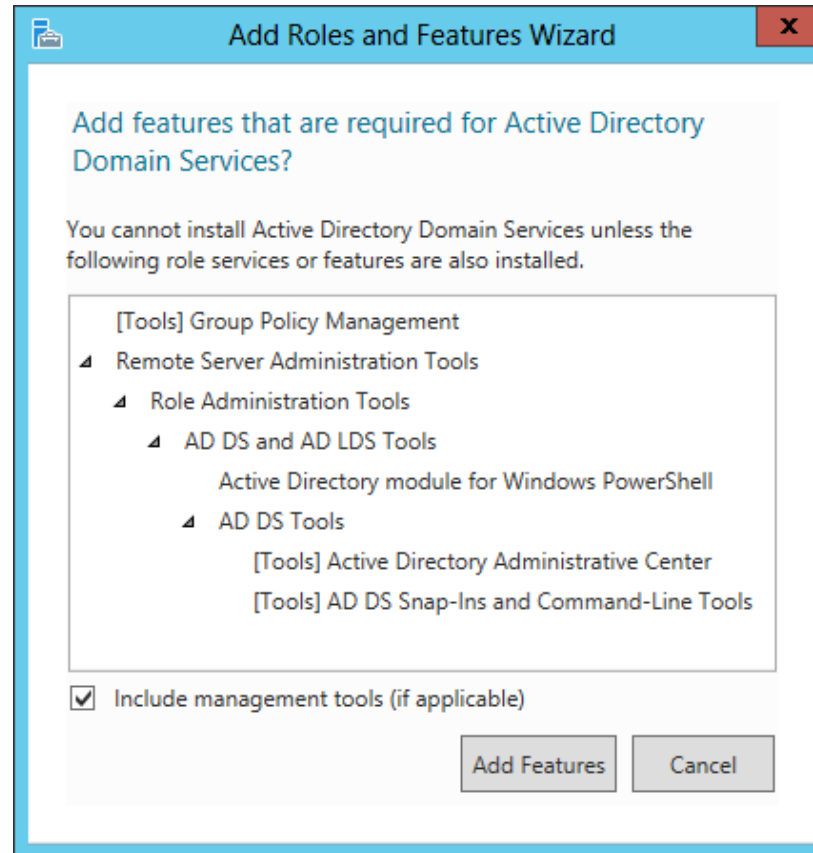 Add Roles and Features Wizard
x
Add features that are required for Active Directory
Domain Services?
You cannot install Active Directory Domain Services unless the
following role services or features are also installed.
[Tools] Group Policy Management
Remote Server Administration Tools
Role Administration Tools
AD DS and AD LDS Tools
Active Directory module for Windows PowerShell
AD DS Tools
[Tools] Active Directory Administrative Center
[Tools] AD DS Snap-Ins and Command-Line Tools
Include management tools (if applicable)
Add Features
Cancel